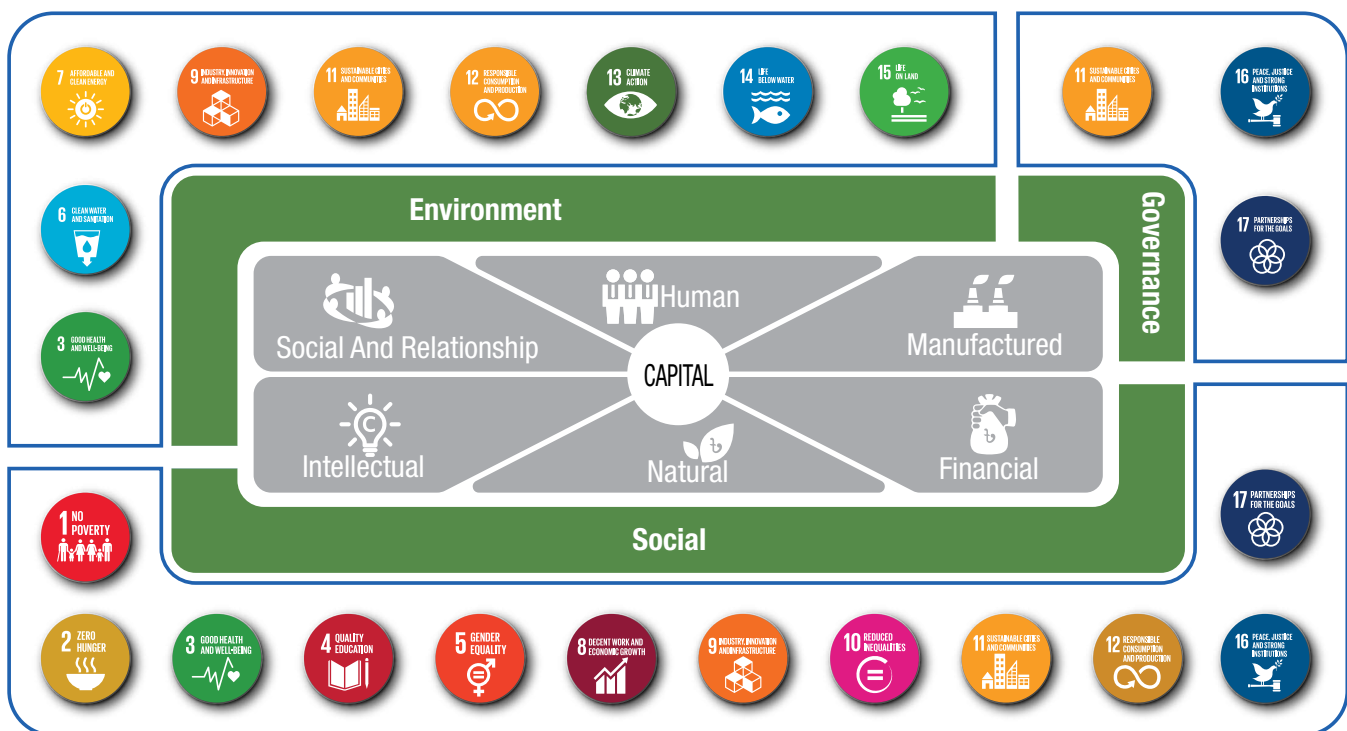 7 AFFORDABLE AND
CLEAN ENERGY
9 INDUSTRY, INNOVATION
AND INFRASTRUCTURE
11 SUSTAINABLE CITIES
AND COMMUNITIES
12 RESPONSIBLE
CONSUMPTION
AND PRODUCTION
13 CLIMATE
ACTION
14 LIFE
BELOW WATER
15 LIFE
ON LAND
11 SUSTAINABLE CITIES
AND COMMUNITIES
16 PEACE, JUSTICE
AND STRONG
INSTITUTIONS
6 CLEAN WATER
AND SANITATION
3 GOOD HEALTH
AND WELL-BEING
17 PARTNERSHIPS
FOR THE GOALS
Environment
Governance
Social And Relationship
Human
Manufactured
CAPITAL
Intellectual
C
Natural
৳
Financial
৳
Social
1 NO
POVERTY
17 PARTNERSHIPS
FOR THE GOALS
2 ZERO
HUNGER
3 GOOD HEALTH
AND WELL-BEING
4 QUALITY
EDUCATION
5 GENDER
EQUALITY
8 DECENT WORK AND
ECONOMIC GROWTH
9 INDUSTRY, INNOVATION
AND INFRASTRUCTURE
10 REDUCED
INEQUALITIES
11 SUSTAINABLE CITIES
AND COMMUNITIES
12 RESPONSIBLE
CONSUMPTION
AND PRODUCTION
16 PEACE, JUSTICE
AND STRONG
INSTITUTIONS